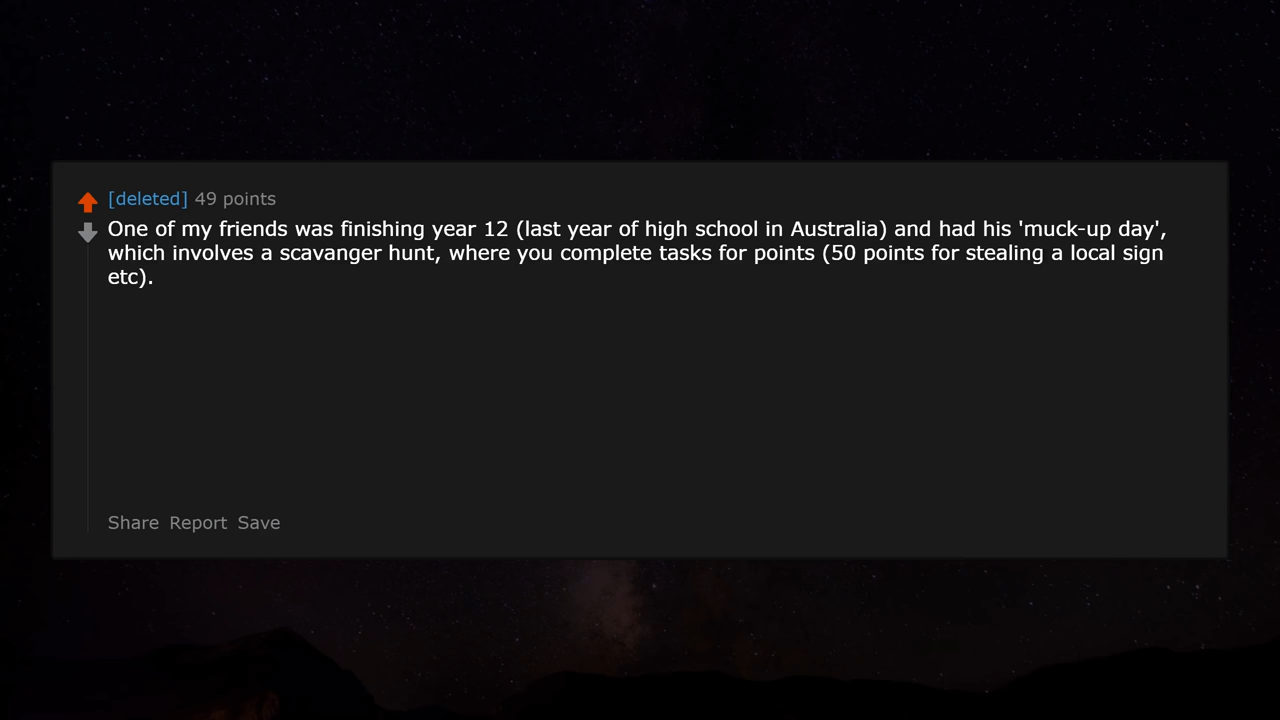 [deleted] 49 points
One of my friends was finishing year 12 (last year of high school in Australia) and had his 'muck-up day',
which involves a scavanger hunt, where you complete tasks for points (50 points for stealing a local sign
etc).
Share Report Save